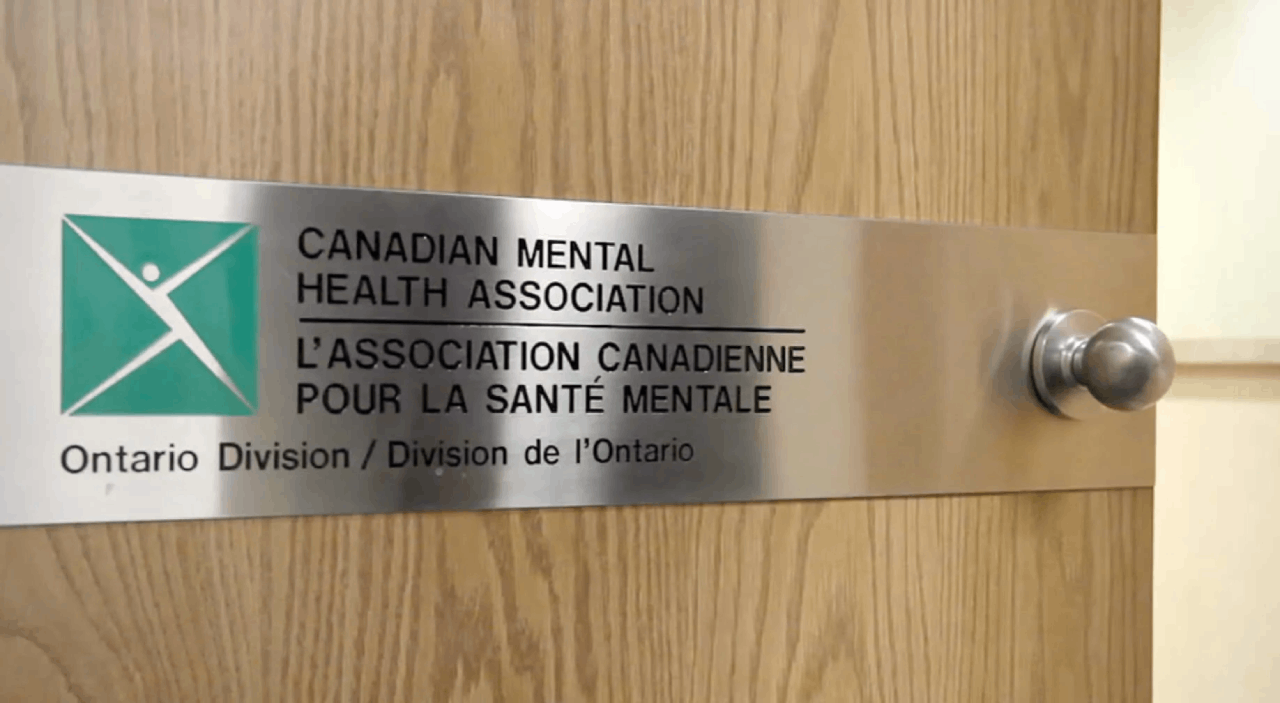 CANADIAN MENTAL
HEALTH ASSOCIATION
L'ASSOCIATION CANADIENNE
POUR LA SANTÉ MENTALE
Ontario Division / Division de l'Ontario